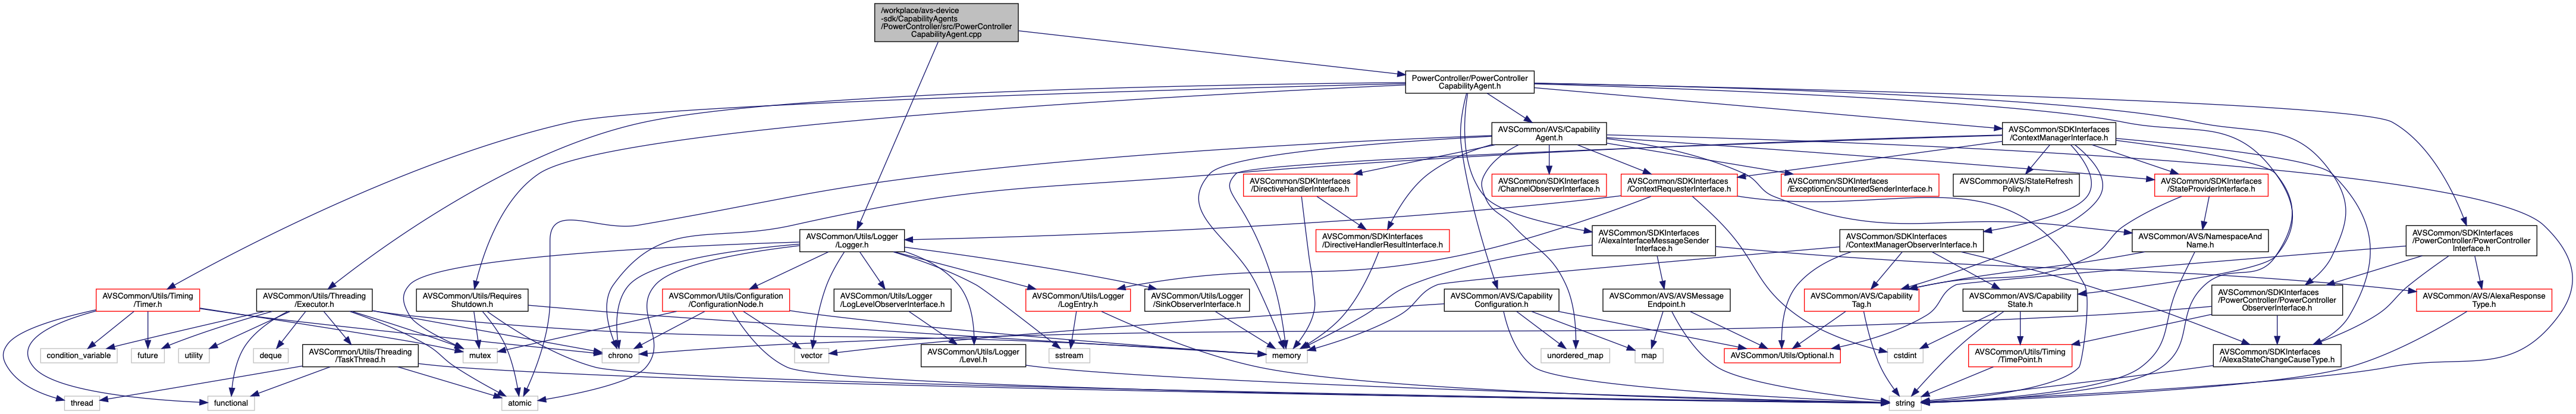 /workplace/avs-device
-sdk/CapabilityAgents
/PowerController/src/PowerController
CapabilityAgent.cpp
PowerController/PowerController
CapabilityAgent.h
AVSCommon/AVS/Capability
Agent.h
AVSCommon/SDKInterfaces
/ContextManagerInterface.h
AVSCommon/SDKInterfaces
/DirectiveHandlerInterface.h
AVSCommon/SDKInterfaces
/ChannelObserverInterface.h
AVSCommon/SDKInterfaces
/ContextRequesterInterface.h
AVSCommon/SDKInterfaces
/ExceptionEncounteredSenderInterface.h
AVSCommon/AVS/StateRefresh
Policy.h
AVSCommon/SDKInterfaces
/StateProviderInterface.h
AVSCommon/Utils/Logger
/Logger.h
AVSCommon/SDKInterfaces
/DirectiveHandlerResultInterface.h
AVSCommon/SDKInterfaces
/AlexaInterfaceMessageSender
Interface.h
AVSCommon/SDKInterfaces
/ContextManagerObserverInterface.h
AVSCommon/AVS/NamespaceAnd
Name.h
AVSCommon/SDKInterfaces
/PowerController/PowerController
Interface.h
AVSCommon/Utils/Timing
/Timer.h
AVSCommon/Utils/Threading
/Executor.h
AVSCommon/Utils/Requires
Shutdown.h
AVSCommon/Utils/Configuration
/ConfigurationNode.h
AVSCommon/Utils/Logger
/LogLevelObserverInterface.h
AVSCommon/Utils/Logger
/LogEntry.h
AVSCommon/Utils/Logger
/SinkObserverInterface.h
AVSCommon/AVS/Capability
Configuration.h
AVSCommon/AVS/AVSMessage
Endpoint.h
AVSCommon/AVS/Capability
Tag.h
AVSCommon/AVS/Capability
State.h
AVSCommon/SDKInterfaces
/PowerController/PowerController
ObserverInterface.h
AVSCommon/AVS/AlexaResponse
Type.h
condition_variable
future
utility
deque
AVSCommon/Utils/Threading
/TaskThread.h
mutex
chrono
vector
AVSCommon/Utils/Logger
/Level.h
sstream
memory
unordered_map
map
AVSCommon/Utils/Optional.h
cstdint
AVSCommon/Utils/Timing
/TimePoint.h
AVSCommon/SDKInterfaces
/AlexaStateChangeCauseType.h
thread
functional
atomic
string